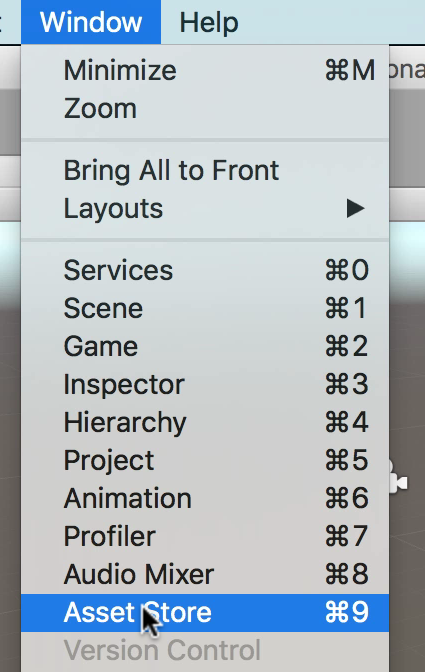 Window Help
Minimize ⌘M
Zoom
Bring All to Front
Layouts ▶
Services ⌘0
Scene ⌘1
Game ⌘2
Inspector ⌘3
Hierarchy ⌘4
Project ⌘5
Animation ⌘6
Profiler ⌘7
Audio Mixer ⌘8
Asset Store ⌘9
Version Control